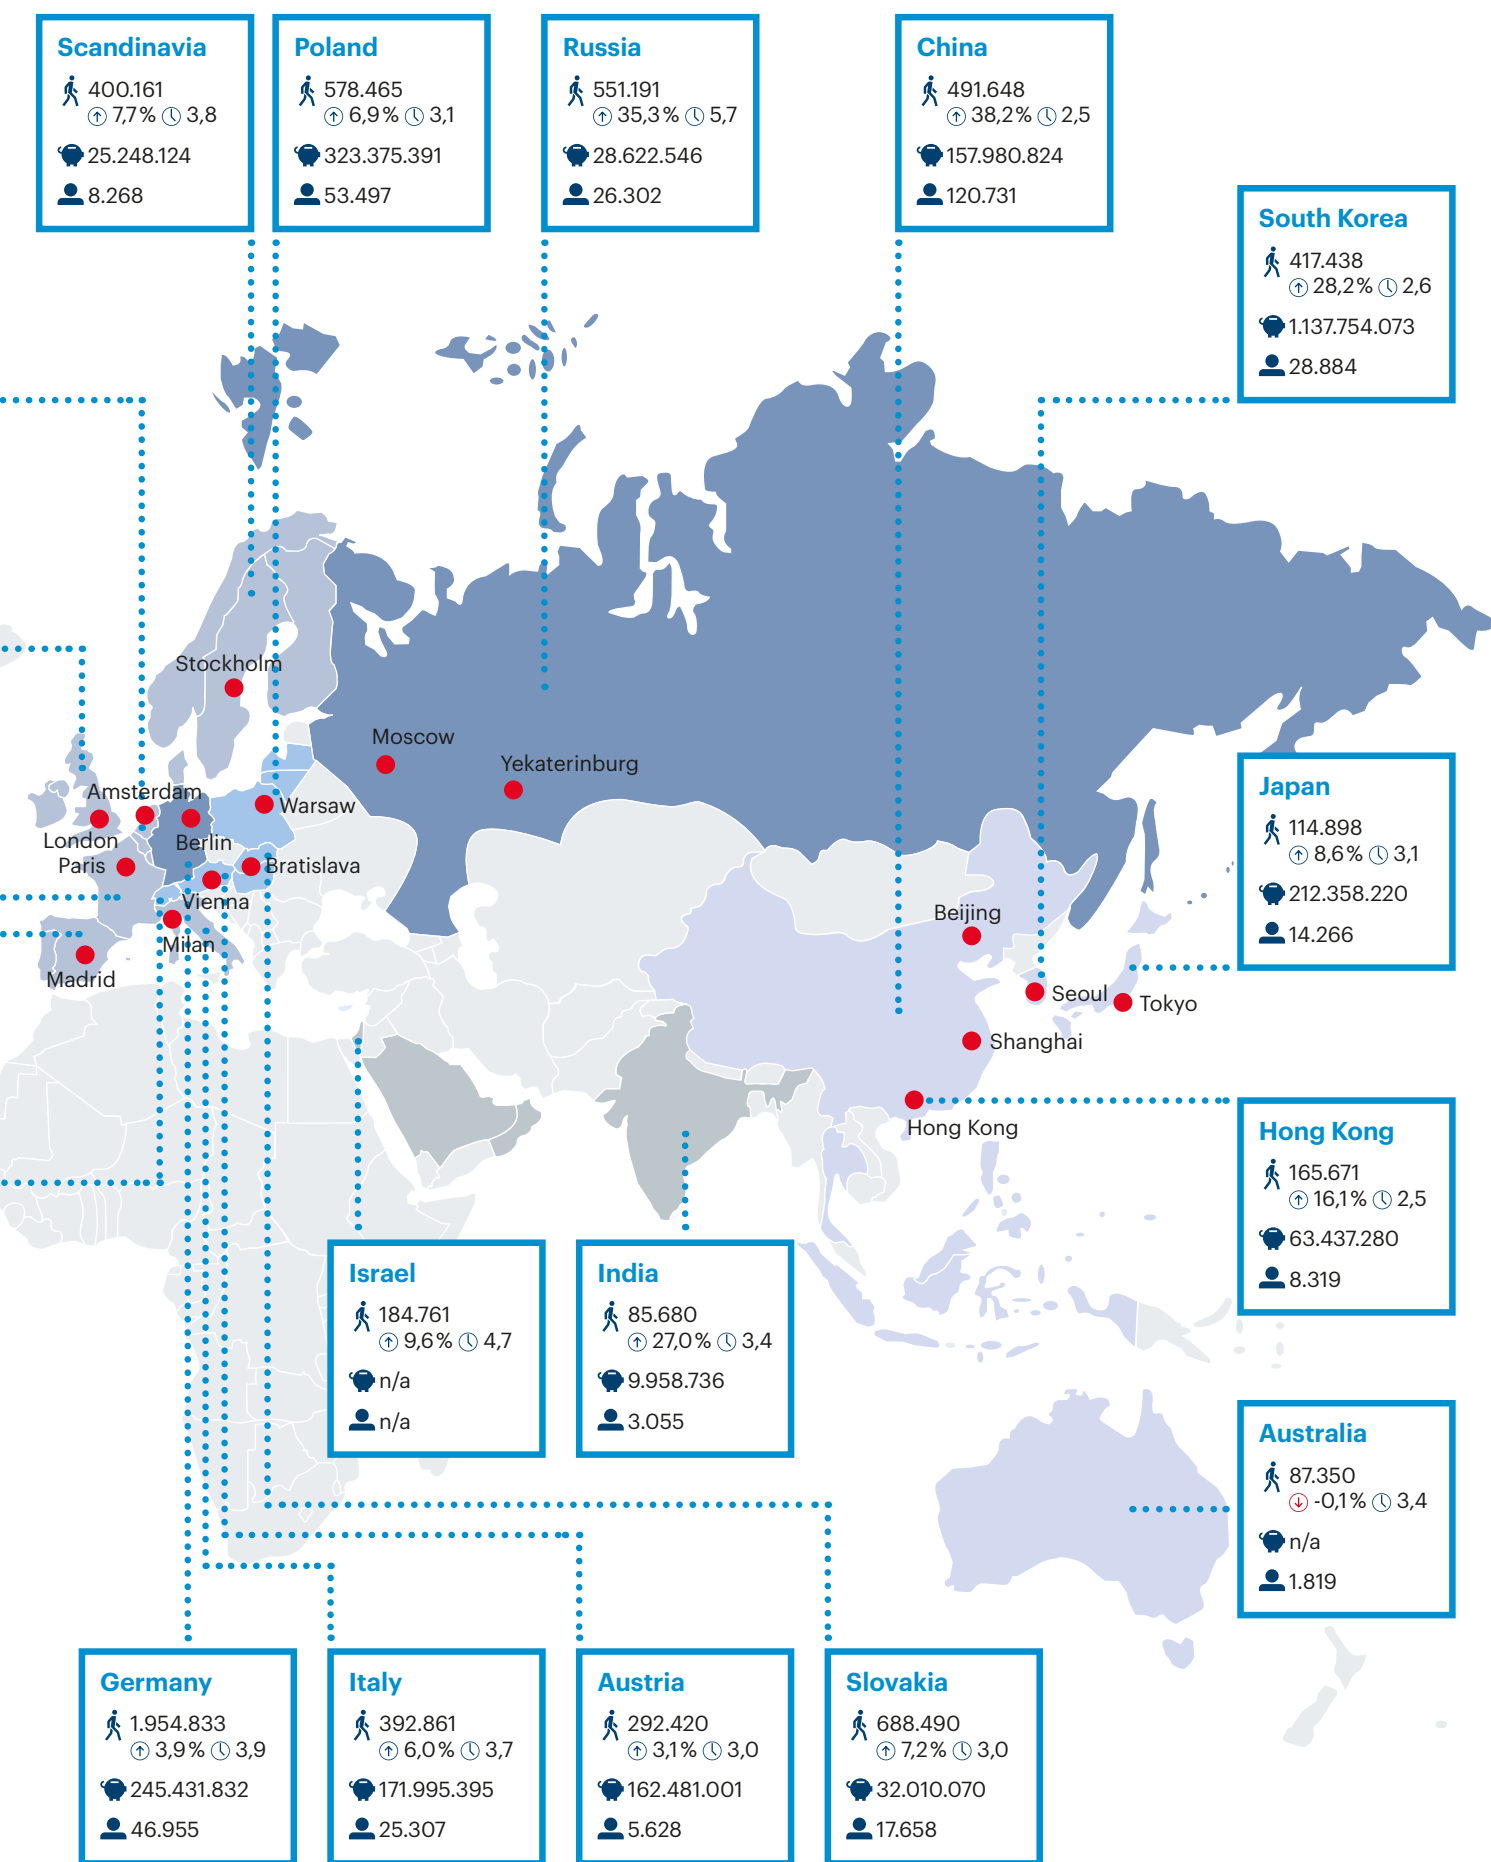 Scandinavia
400.161
7,7% 3,8
25.248.124
8.268
Poland
578.465
6,9% 3,1
323.375.391
53.497
Russia
551.191
35,3% 5,7
28.622.546
26.302
China
491.648
38,2% 2,5
157.980.824
120.731
South Korea
417.438
28,2% 2,6
1.137.754.073
28.884
Stockholm
Moscow
Yekaterinburg
Amsterdam
Warsaw
London
Berlin
Paris
Bratislava
Vienna
Milan
Madrid
Beijing
Seoul
Tokyo
Shanghai
Hong Kong
Japan
114.898
8,6% 3,1
212.358.220
14.266
Hong Kong
165.671
16,1% 2,5
63.437.280
8.319
Israel
184.761
9,6% 4,7
n/a
n/a
India
85.680
27,0% 3,4
9.958.736
3.055
Australia
87.350
-0,1% 3,4
n/a
1.819
Germany
1.954.833
3,9% 3,9
245.431.832
46.955
Italy
392.861
6,0% 3,7
171.995.395
25.307
Austria
292.420
3,1% 3,0
162.481.001
5.628
Slovakia
688.490
7,2% 3,0
32.010.070
17.658